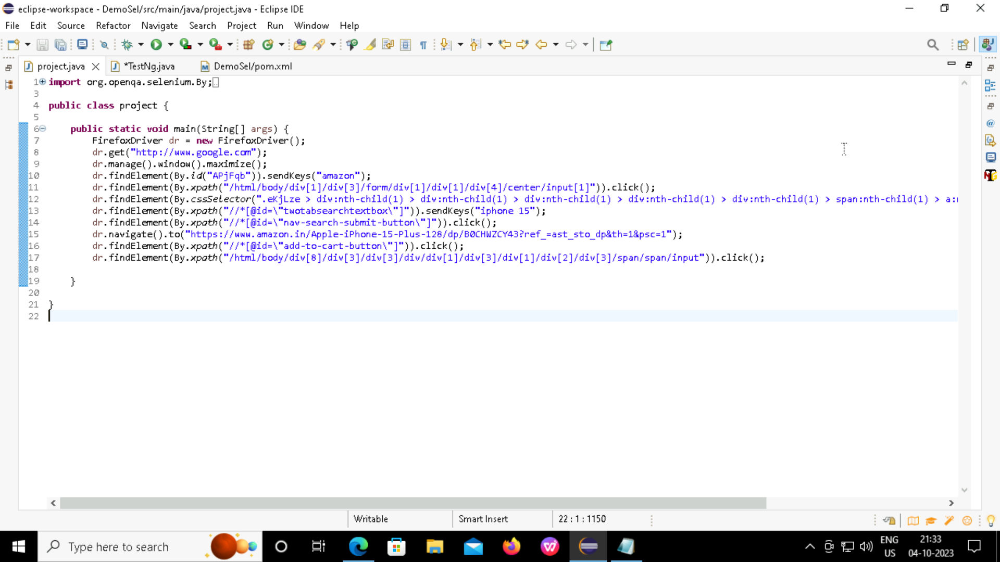 eclipse-workspace - DemoSel/src/main/java/project.java - Eclipse IDE
File Edit Source Refactor Navigate Search Project Run Window Help
project.java *TestNg.java DemoSel/pom.xml
1 import org.openqa.selenium.By;
3
4 public class project {
5
6 public static void main(String[] args) {
7 FirefoxDriver dr = new FirefoxDriver();
8 dr.get("http://www.google.com");
9 dr.manage().window().maximize();
10 dr.findElement(By.id("APjFqb")).sendKeys("amazon");
11 dr.findElement(By.xpath("/html/body/div[1]/div[3]/form/div[1]/div[1]/div[4]/center/input[1]")).click();
12 dr.findElement(By.cssSelector(".eKjLze > div:nth-child(1) > div:nth-child(1) > div:nth-child(1) > div:nth-child(1) > div:nth-child(1) > span:nth-child(1) > a:
13 dr.findElement(By.xpath("//*[@id=\"twotabsearchtextbox\"]")).sendKeys("iphone 15");
14 dr.findElement(By.xpath("//*[@id=\"nav-search-submit-button\"]")).click();
15 dr.navigate().to("https://www.amazon.in/Apple-iPhone-15-Plus-128/dp/B0CHWZCY43?ref_=ast_sto_dp&th=1&psc=1");
16 dr.findElement(By.xpath("//*[@id=\"add-to-cart-button\"]")).click();
17 dr.findElement(By.xpath("/html/body/div[8]/div[3]/div[3]/div/div[1]/div[3]/div[1]/div[2]/div[3]/span/span/input")).click();
18
19 }
20
21 }
22
Writable Smart Insert 22 : 1 : 1150
Type here to search
ENG 21:33
US 04-10-2023